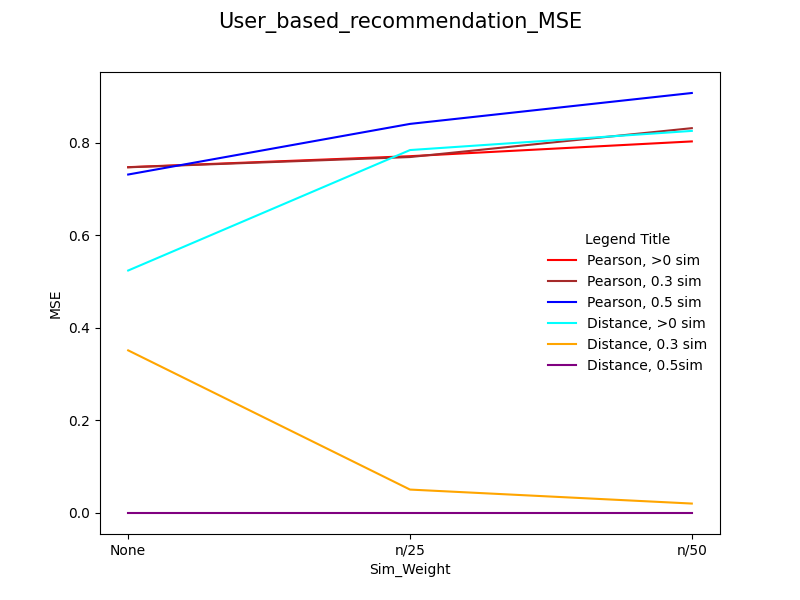 User_based_recommendation_MSE
MSE
0.8
0.6
0.4
0.2
0.0
Legend Title
Pearson, >0 sim
Pearson, 0.3 sim
Pearson, 0.5 sim
Distance, >0 sim
Distance, 0.3 sim
Distance, 0.5sim
None
n/25
n/50
Sim_Weight